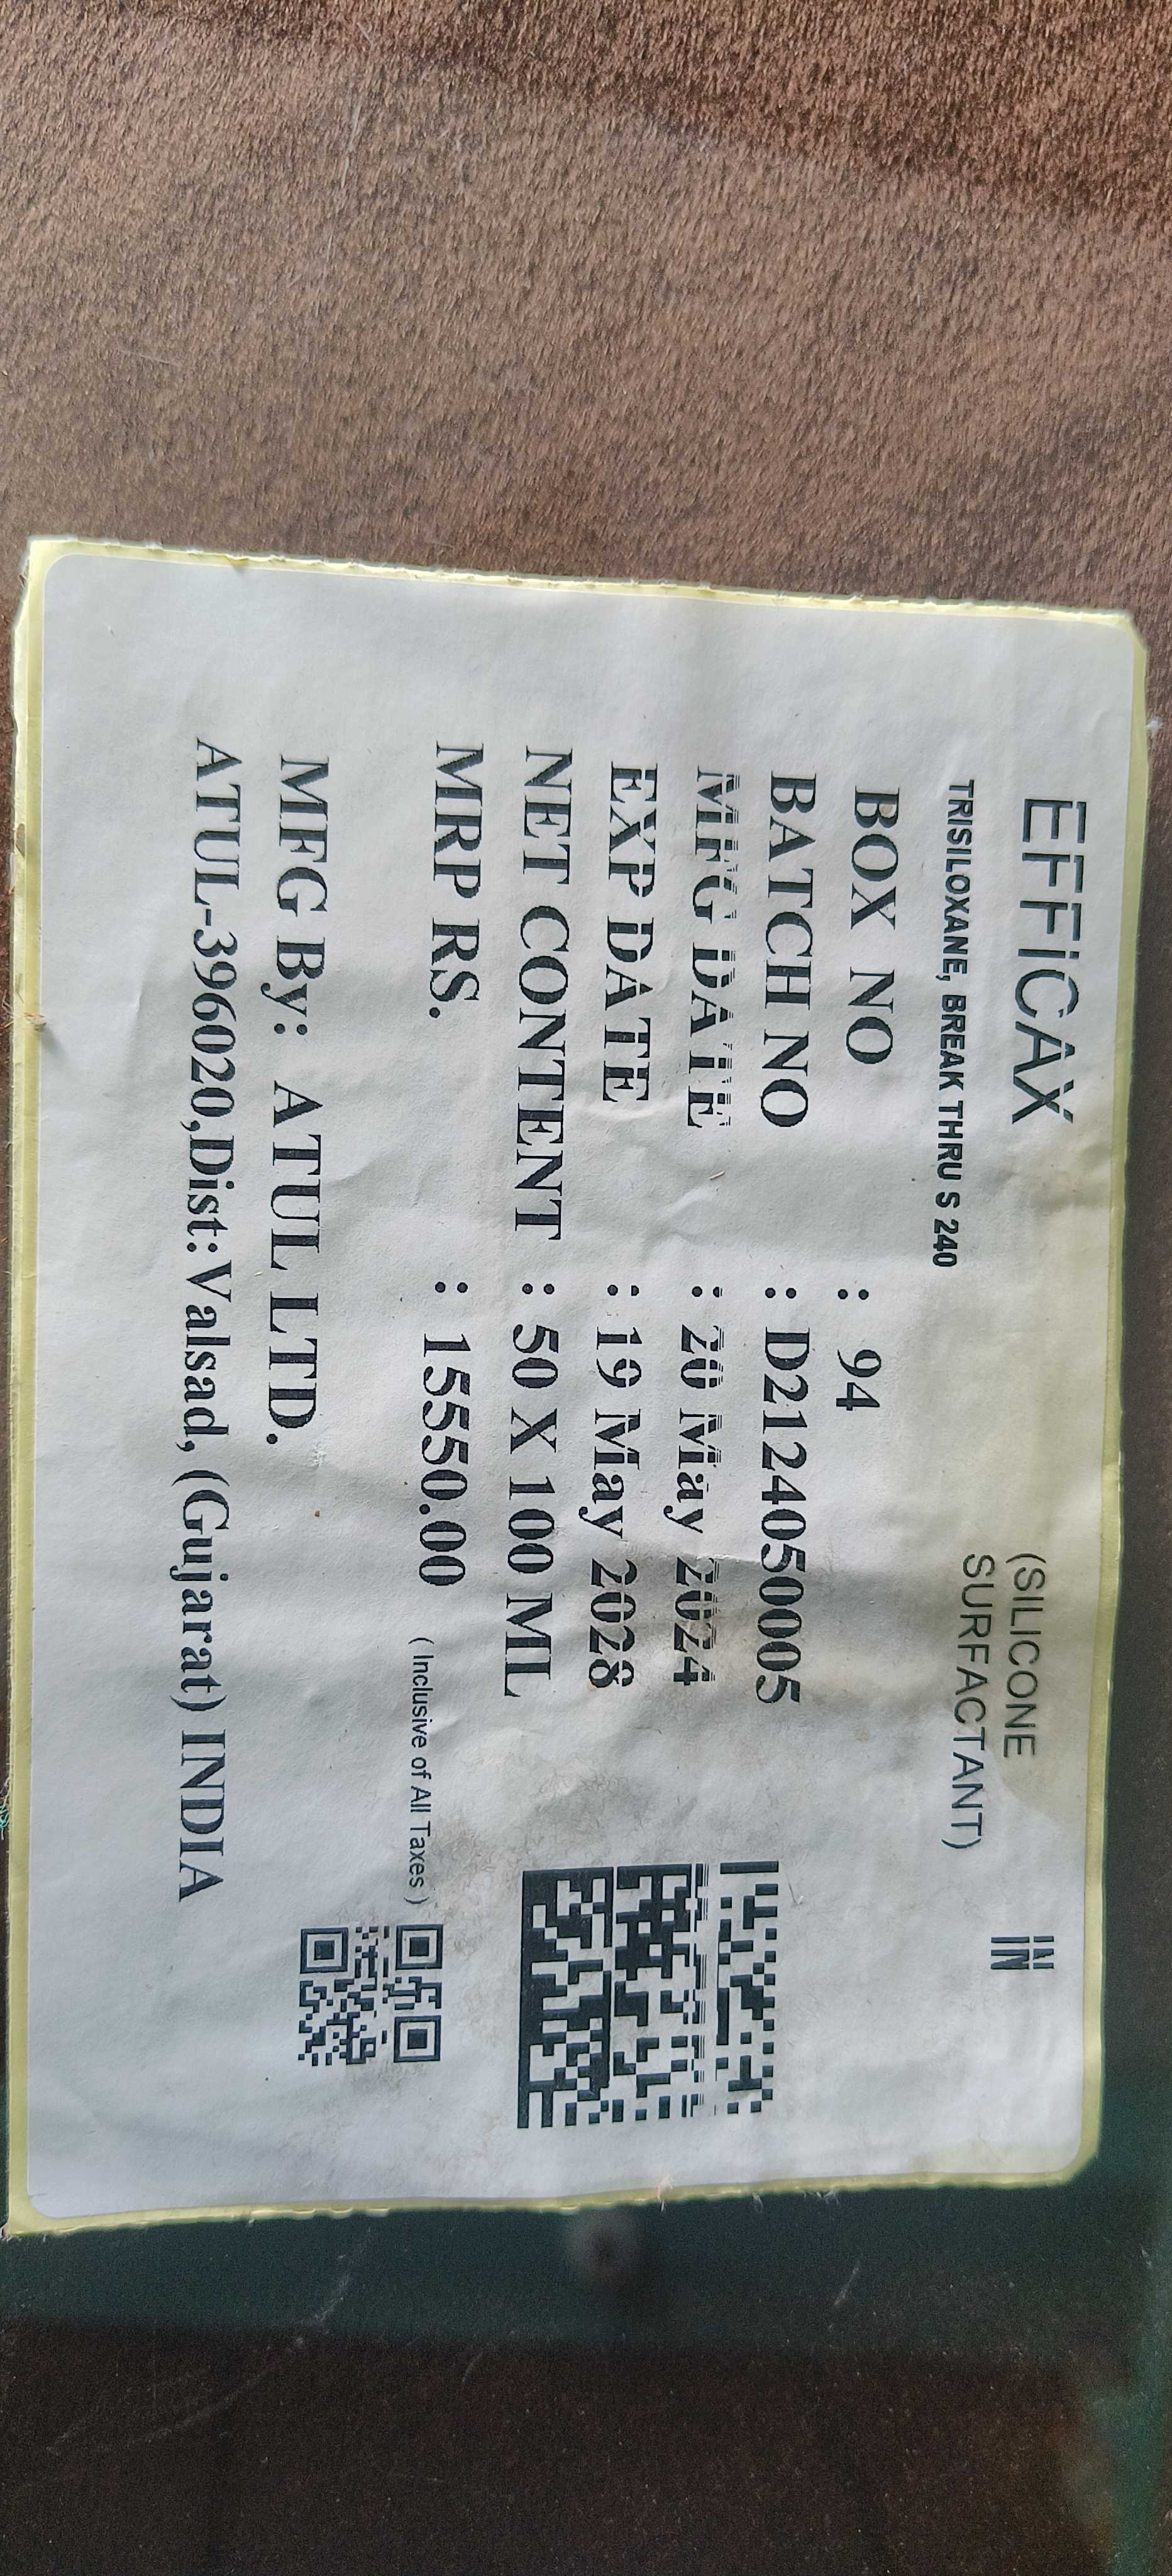 EFFiCAX
(SILICONE
SURFACTANT)
IN
TRISILOXANE, BREAK THRU S 240
BOX NO : 94
BATCH NO : D2124050005
MFG DATE : 20 May 2024
EXP DATE : 19 May 2028
NET CONTENT : 50 X 100 ML
MRP RS. : 15550.00 ( Inclusive of All Taxes )
MFG By: ATUL LTD.
ATUL-396020,Dist:Valsad, (Gujarat) INDIA